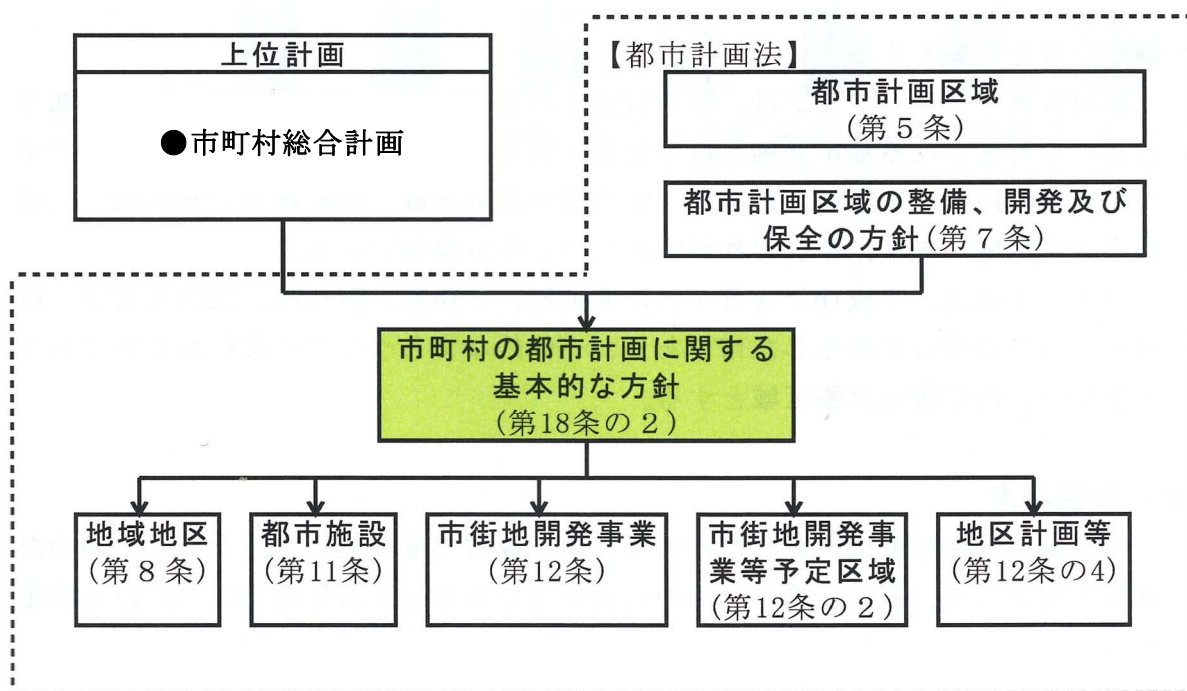 上位計画
●市町村総合計画
【都市計画法】
都市計画区域
(第5条)
都市計画区域の整備、開発及び
保全の方針(第7条)
市町村の都市計画に関する
基本的な方針
(第18条の2)
地域地区
(第8条)
都市施設
(第11条)
市街地開発事業
(第12条)
市街地開発事
業等予定区域
(第12条の2)
地区計画等
(第12条の4)